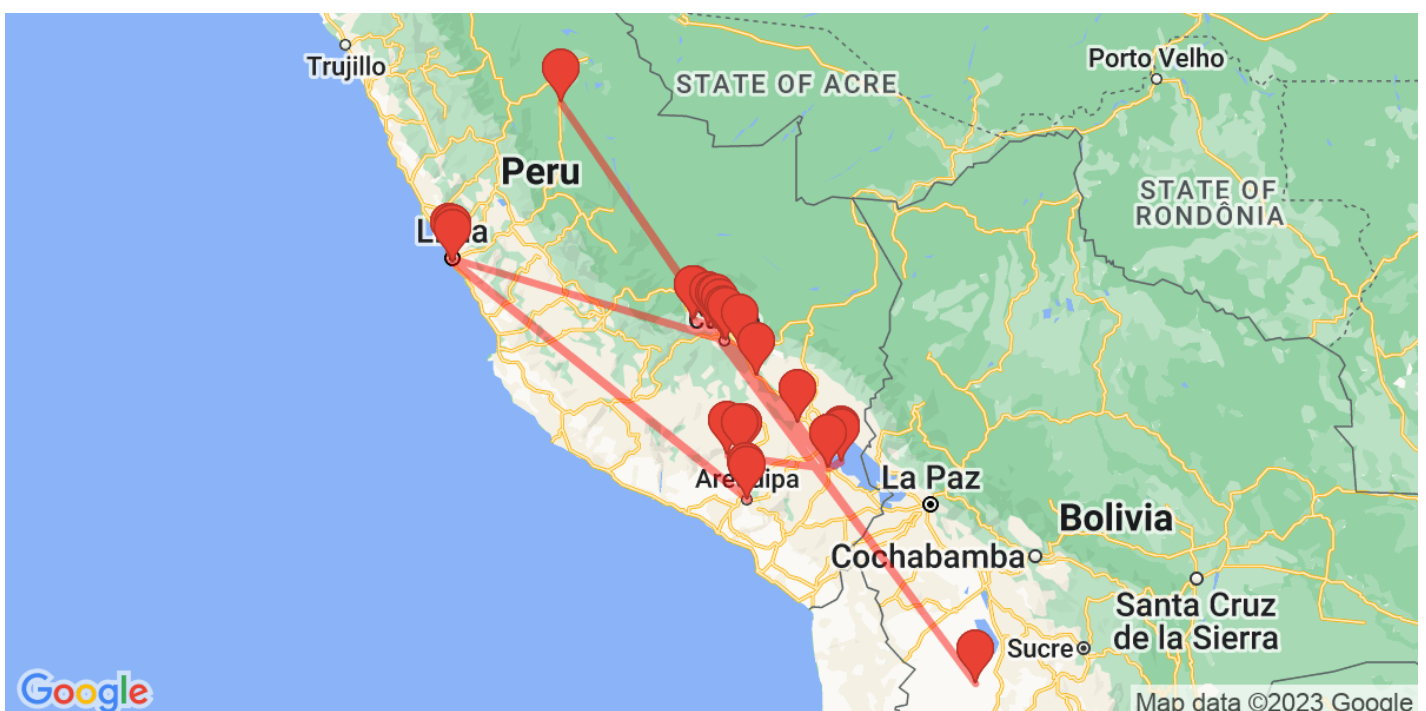 Trujillo
Porto Velho
STATE OF ACRE
Peru
STATE OF
RONDÔNIA
La Paz
Bolivia
Cochabamba
Santa Cruz
de la Sierra
Sucre
Google
Map data ©2023 Google